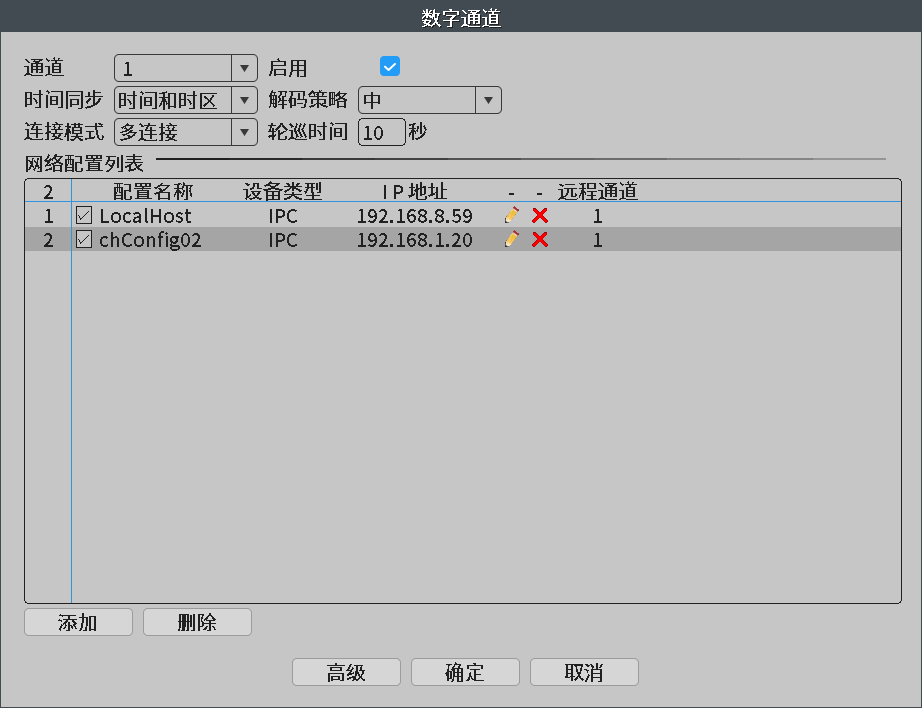 数字通道
通道 1 启用
时间同步 时间和时区 解码策略 中
连接模式 多连接 轮巡时间 10 秒
网络配置列表
2 配置名称 设备类型 IP地址 - - 远程通道
1 LocalHost IPC 192.168.8.59 1
2 chConfig02 IPC 192.168.1.20 1
添加 删除
高级 确定 取消